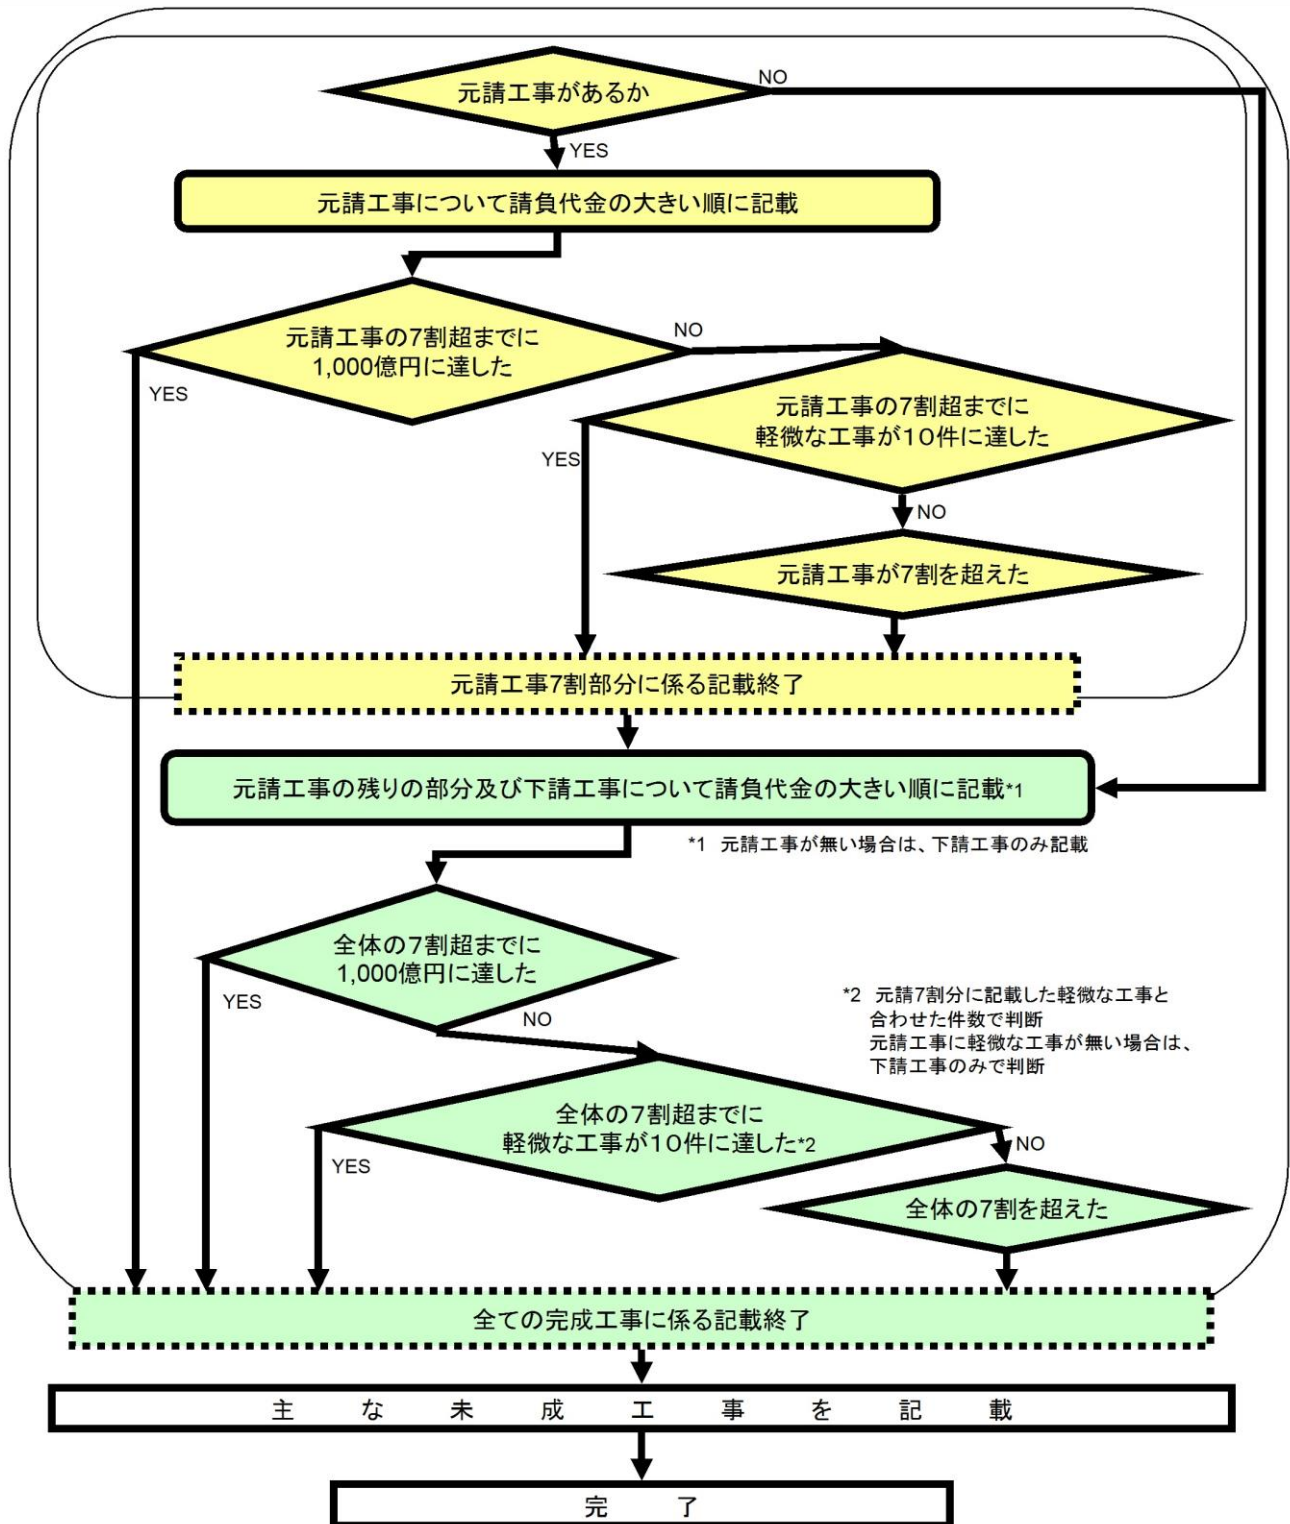 元請工事があるか
NO
YES
元請工事について請負代金の大きい順に記載
元請工事の7割超までに
1,000億円に達した
NO
YES
元請工事の7割超までに
軽微な工事が10件に達した
YES
NO
元請工事が7割を超えた
元請工事7割部分に係る記載終了
元請工事の残りの部分及び下請工事について請負代金の大きい順に記載*1
*1 元請工事が無い場合は、下請工事のみ記載
全体の7割超までに
1,000億円に達した
YES
NO
*2 元請7割分に記載した軽微な工事と
合わせた件数で判断
元請工事に軽微な工事が無い場合は、
下請工事のみで判断
全体の7割超までに
軽微な工事が10件に達した*2
YES
NO
全体の7割を超えた
全ての完成工事に係る記載終了
主な未成工事を記載
完了